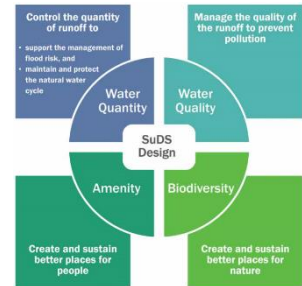 Control the quantity
of runoff to
• support the management of
flood risk, and
• maintain and protect
the natural water
cycle
Manage the quality of
the runoff to prevent
pollution
Water
Quantity
Water
Quality
SuDS
Design
Amenity
Biodiversity
Create and sustain
better places for
people
Create and sustain
better places for
nature